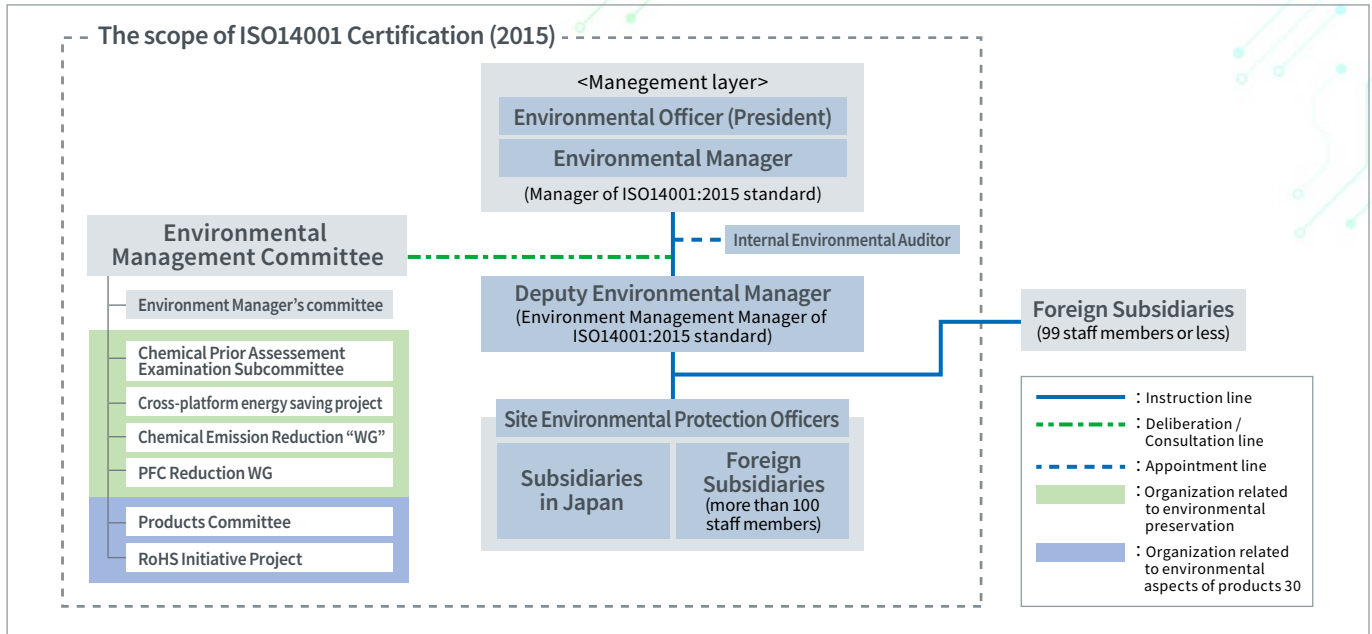 The scope of ISO14001 Certification (2015)
<Manegement layer>
Environmental Officer (President)
Environmental Manager
(Manager of ISO14001:2015 standard)
Internal Environmental Auditor
Environmental
Management Committee
Environment Manager's committee
Chemical Prior Assessement
Examination Subcommittee
Cross-platform energy saving project
Chemical Emission Reduction “WG”
PFC Reduction WG
Products Committee
RoHS Initiative Project
Deputy Environmental Manager
(Environment Management Manager of
ISO14001:2015 standard)
Site Environmental Protection Officers
Subsidiaries
in Japan
Foreign
Subsidiaries
(more than 100
staff members)
Foreign Subsidiaries
(99 staff members or less)
: Instruction line
: Deliberation /
Consultation line
: Appointment line
: Organization related
to environmental
preservation
: Organization related
to environmental
aspects of products 30